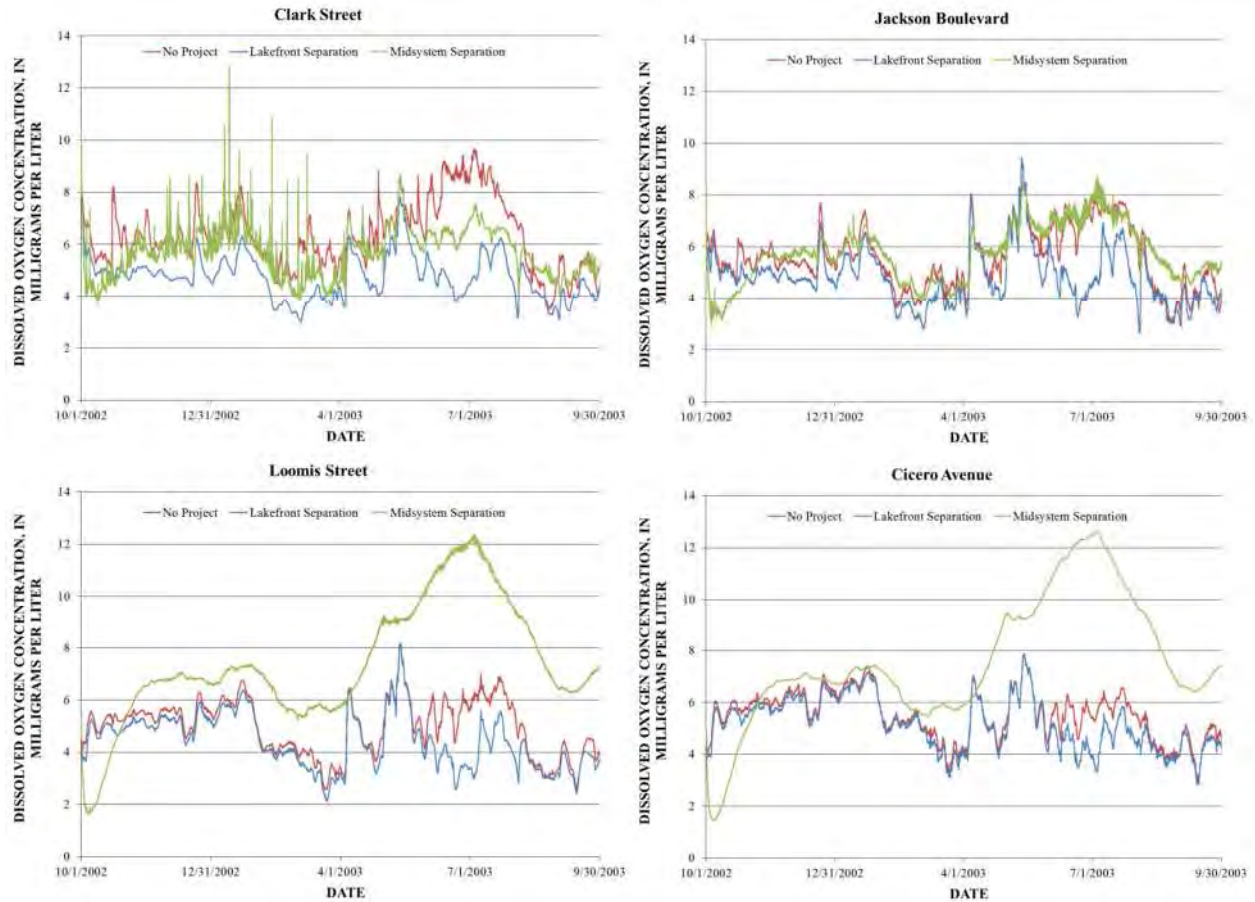 Clark Street
DISSOLVED OXYGEN CONCENTRATION, IN
MILLIGRAMS PER LITER
14
12
10
8
6
4
2
0
No Project Lakefront Separation Midsystem Separation
10/1/2002 12/31/2002 4/1/2003 7/1/2003 9/30/2003
DATE
Jackson Boulevard
DISSOLVED OXYGEN CONCENTRATION, IN
MILLIGRAMS PER LITER
14
12
10
8
6
4
2
0
No Project Lakefront Separation Midsystem Separation
10/1/2002 12/31/2002 4/1/2003 7/1/2003 9/30/2003
DATE
Loomis Street
DISSOLVED OXYGEN CONCENTRATION, IN
MILLIGRAMS PER LITER
14
12
10
8
6
4
2
0
No Project Lakefront Separation Midsystem Separation
10/1/2002 12/31/2002 4/1/2003 7/1/2003 9/30/2003
DATE
Cicero Avenue
DISSOLVED OXYGEN CONCENTRATION, IN
MILLIGRAMS PER LITER
14
12
10
8
6
4
2
0
No Project Lakefront Separation Midsystem Separation
10/1/2002 12/31/2002 4/1/2003 7/1/2003 9/30/2003
DATE